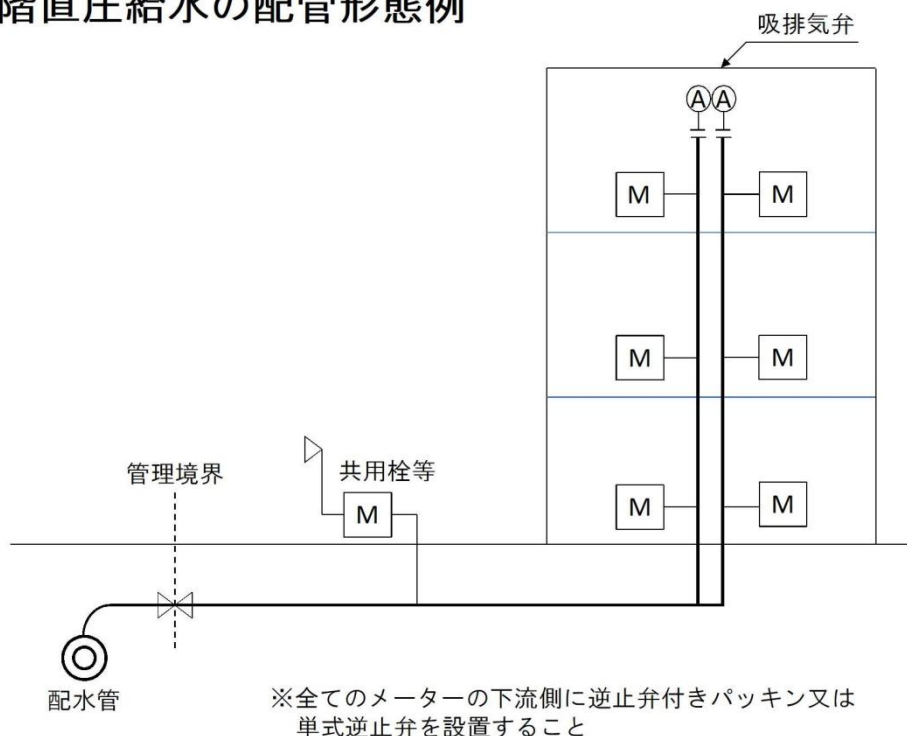 階直圧給水の配管形態例
吸排気弁
A A
M M
M M
管理境界
共用栓等
M
M M
配水管
※全てのメーターの下流側に逆止弁付きパッキン又は
単式逆止弁を設置すること